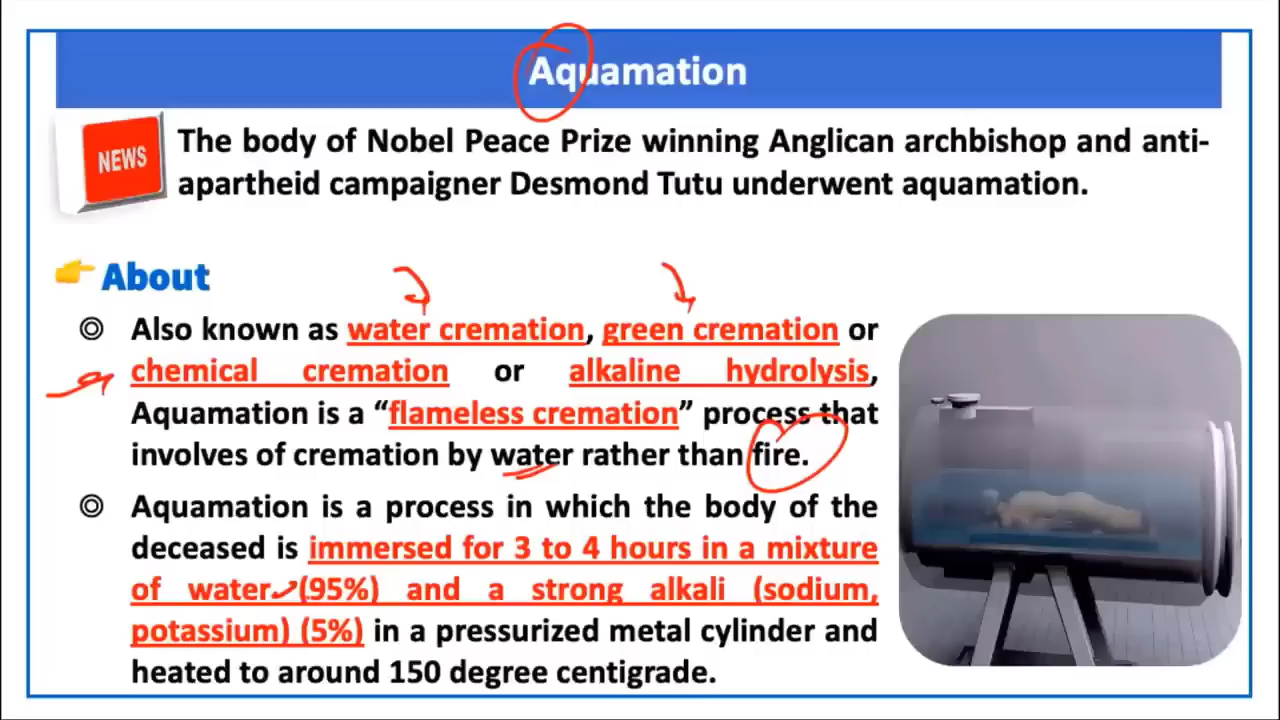 Aquamation
NEWS
The body of Nobel Peace Prize winning Anglican archbishop and anti-
apartheid campaigner Desmond Tutu underwent aquamation.
About
Also known as water cremation, green cremation or
chemical cremation or alkaline hydrolysis,
Aquamation is a “flameless cremation” process that
involves of cremation by water rather than fire.
Aquamation is a process in which the body of the
deceased is immersed for 3 to 4 hours in a mixture
of water (95%) and a strong alkali (sodium,
potassium) (5%) in a pressurized metal cylinder and
heated to around 150 degree centigrade.